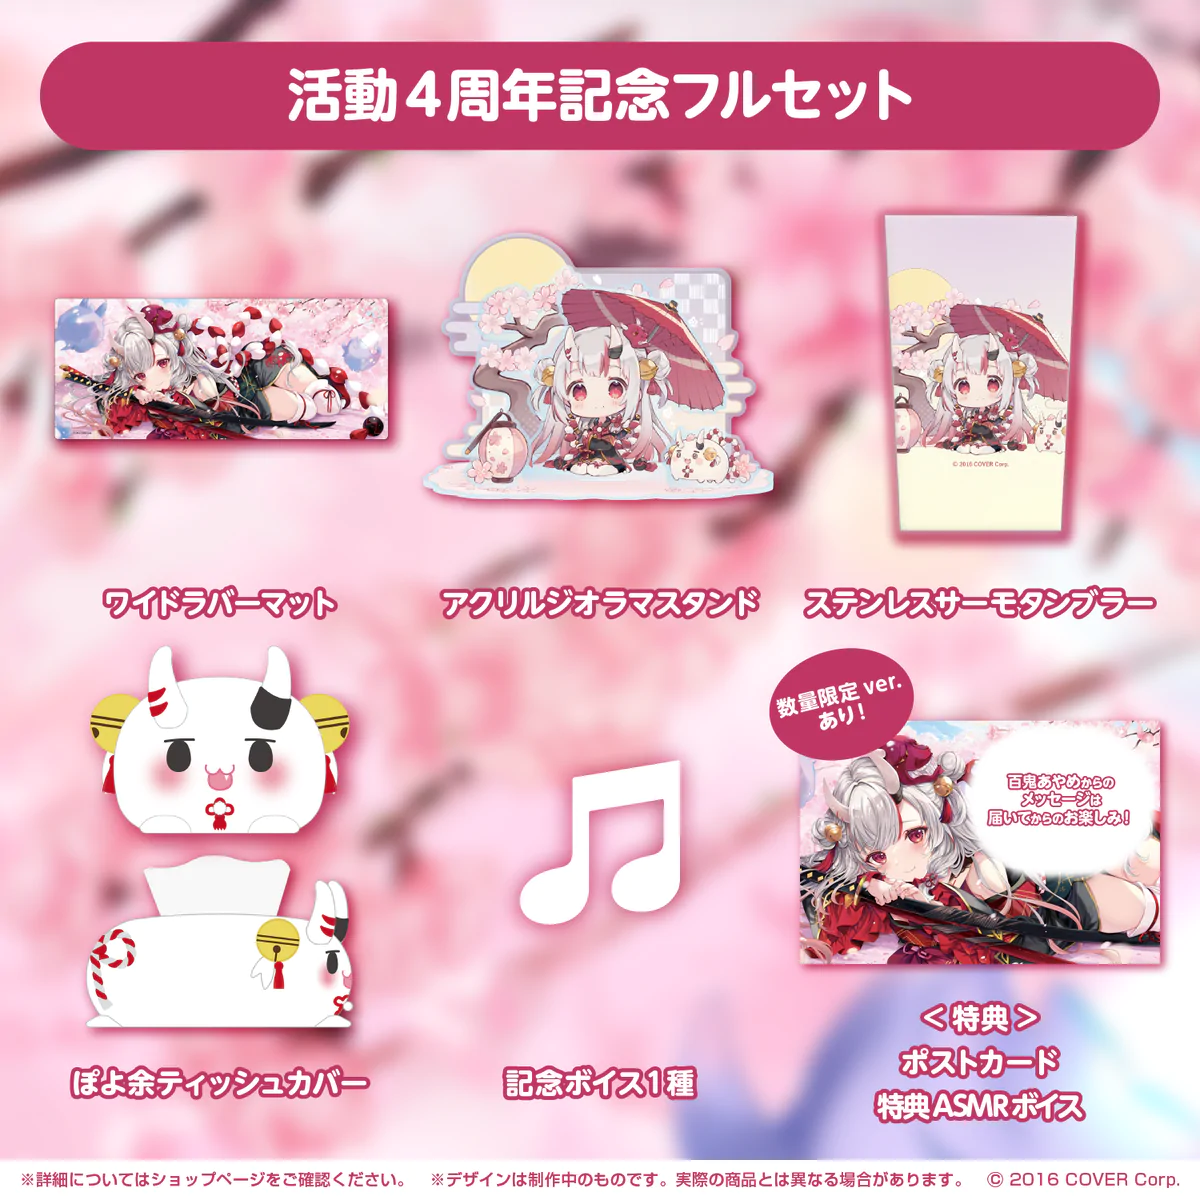 活動4周年記念フルセット
© 2016 COVER Corp.
ワイドラバーマット
アクリルジオラマスタンド
ステンレスサーモタンブラー
数量限定 ver.
あり!
百鬼あやめからの
メッセージは
届いてからのお楽しみ!
ぽよ余ティッシュカバー
記念ボイス1種
<特典>
ポストカード
特典ASMRボイス
※詳細についてはショップページをご確認ください。 ※デザインは制作中のものです。実際の商品とは異なる場合があります。 © 2016 COVER Corp.